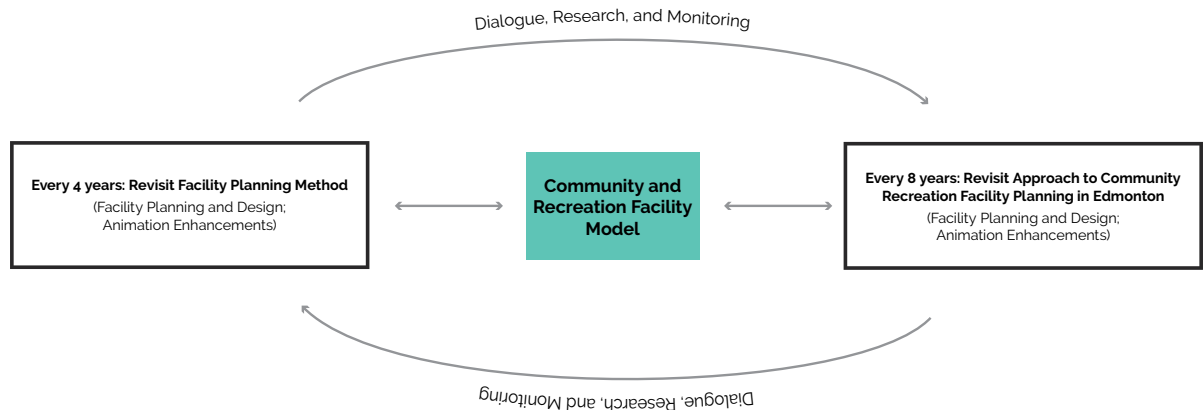 Dialogue, Research, and Monitoring
Every 4 years: Revisit Facility Planning Method
(Facility Planning and Design;
Animation Enhancements)
Community and
Recreation Facility
Model
Every 8 years: Revisit Approach to Community
Recreation Facility Planning in Edmonton
(Facility Planning and Design;
Animation Enhancements)
Dialogue, Research, and Monitoring